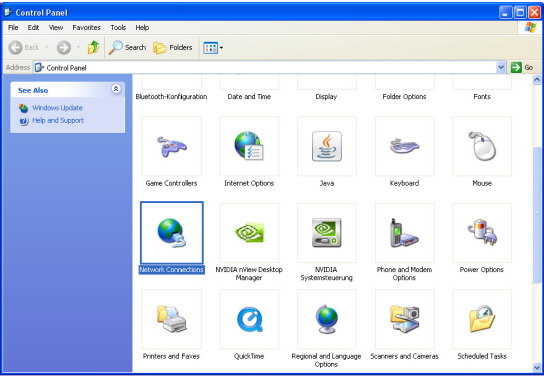 Control Panel
File Edit View Favorites Tools Help
Back Search Folders
Address Control Panel Go
See Also
Windows Update
Help and Support
Bluetooth-Konfiguration Date and Time Display Folder Options Fonts
Game Controllers Internet Options Java Keyboard Mouse
Network Connections NVIDIA nView Desktop Manager NVIDIA Systemsteuerung Phone and Modem Options Power Options
Printers and Faxes QuickTime Regional and Language Options Scanners and Cameras Scheduled Tasks